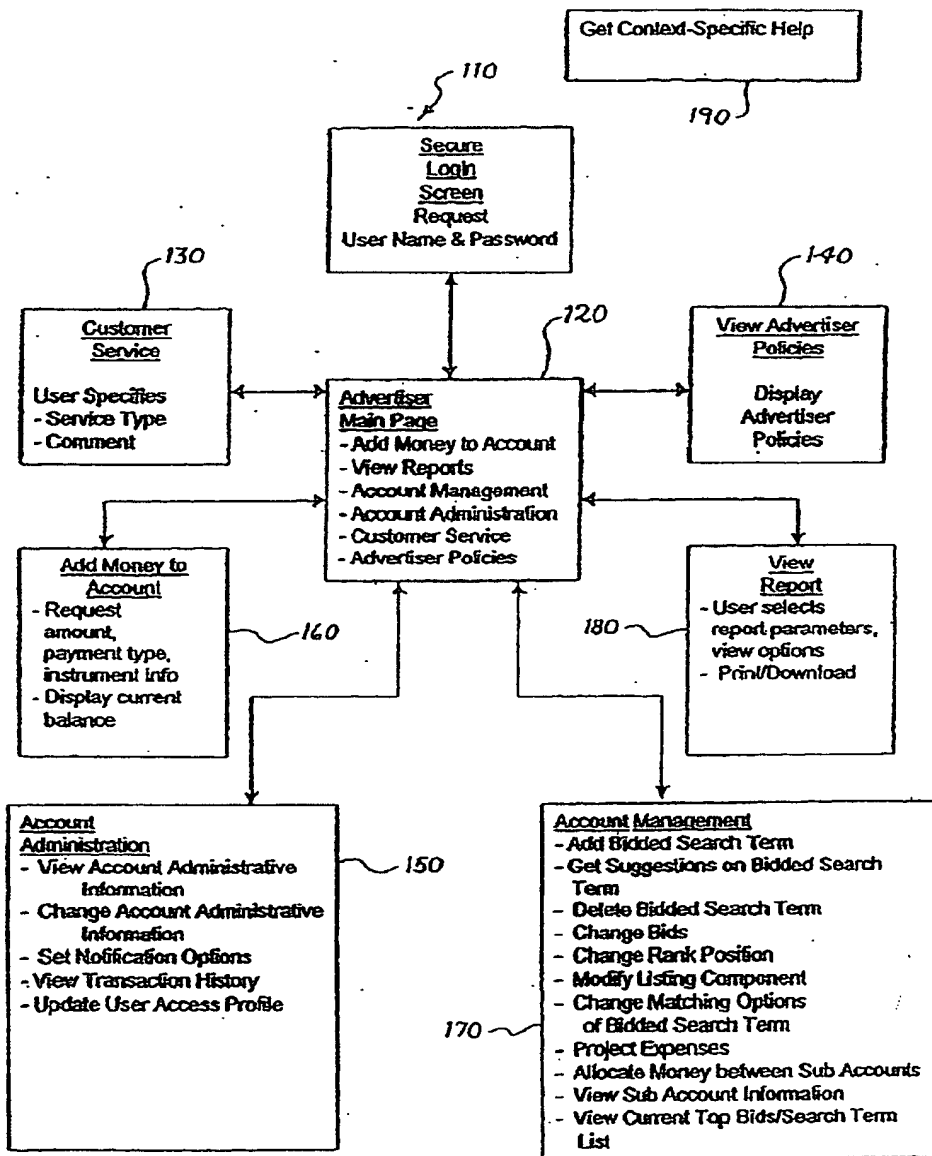 Get Context-Specific Help
190
110
Secure
Login
Screen
Request
User Name & Password
130
Customer
Service
User Specifies
- Service Type
- Comment
120
Advertiser
Main Page
- Add Money to Account
- View Reports
- Account Management
- Account Administration
- Customer Service
- Advertiser Policies
140
View Advertiser
Policies
Display
Advertiser
Policies
Add Money to
Account
- Request
amount,
payment type,
instrument info
- Display current
balance
160
View
Report
- User selects
report parameters,
view options
- Print/Download
180
Account
Administration
- View Account Administrative
Information
- Change Account Administrative
Information
- Set Notification Options
- View Transaction History
- Update User Access Profile
150
Account Management
- Add Bidded Search Term
- Get Suggestions on Bidded Search
Term
- Delete Bidded Search Term
- Change Bids
- Change Rank Position
- Modify Listing Component
- Change Matching Options
of Bidded Search Term
- Project Expenses
- Allocate Money between Sub Accounts
- View Sub Account Information
- View Current Top Bids/Search Term
List
170